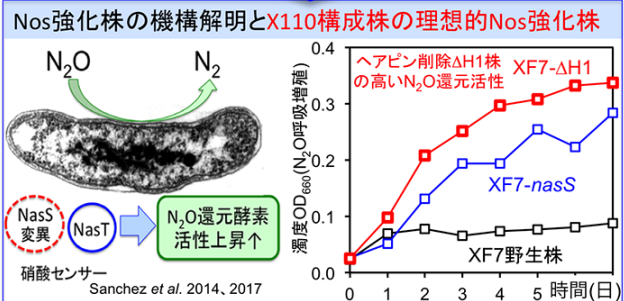 Nos強化株の機構解明とX110構成株の理想的Nos強化株
N₂O
N₂
NasS
変異
NasT
N₂O還元酵素
活性上昇↑
硝酸センサー
Sanchez et al. 2014、2017
濁度OD₆₆₀(N₂O呼吸増殖)
0.4
0.3
0.2
0.1
0.0
ヘアピン削除ΔH1株
の高いN₂O還元活性
XF7-ΔH1
XF7-nasS
XF7野生株
0 1 2 3 4 5 時間(日)